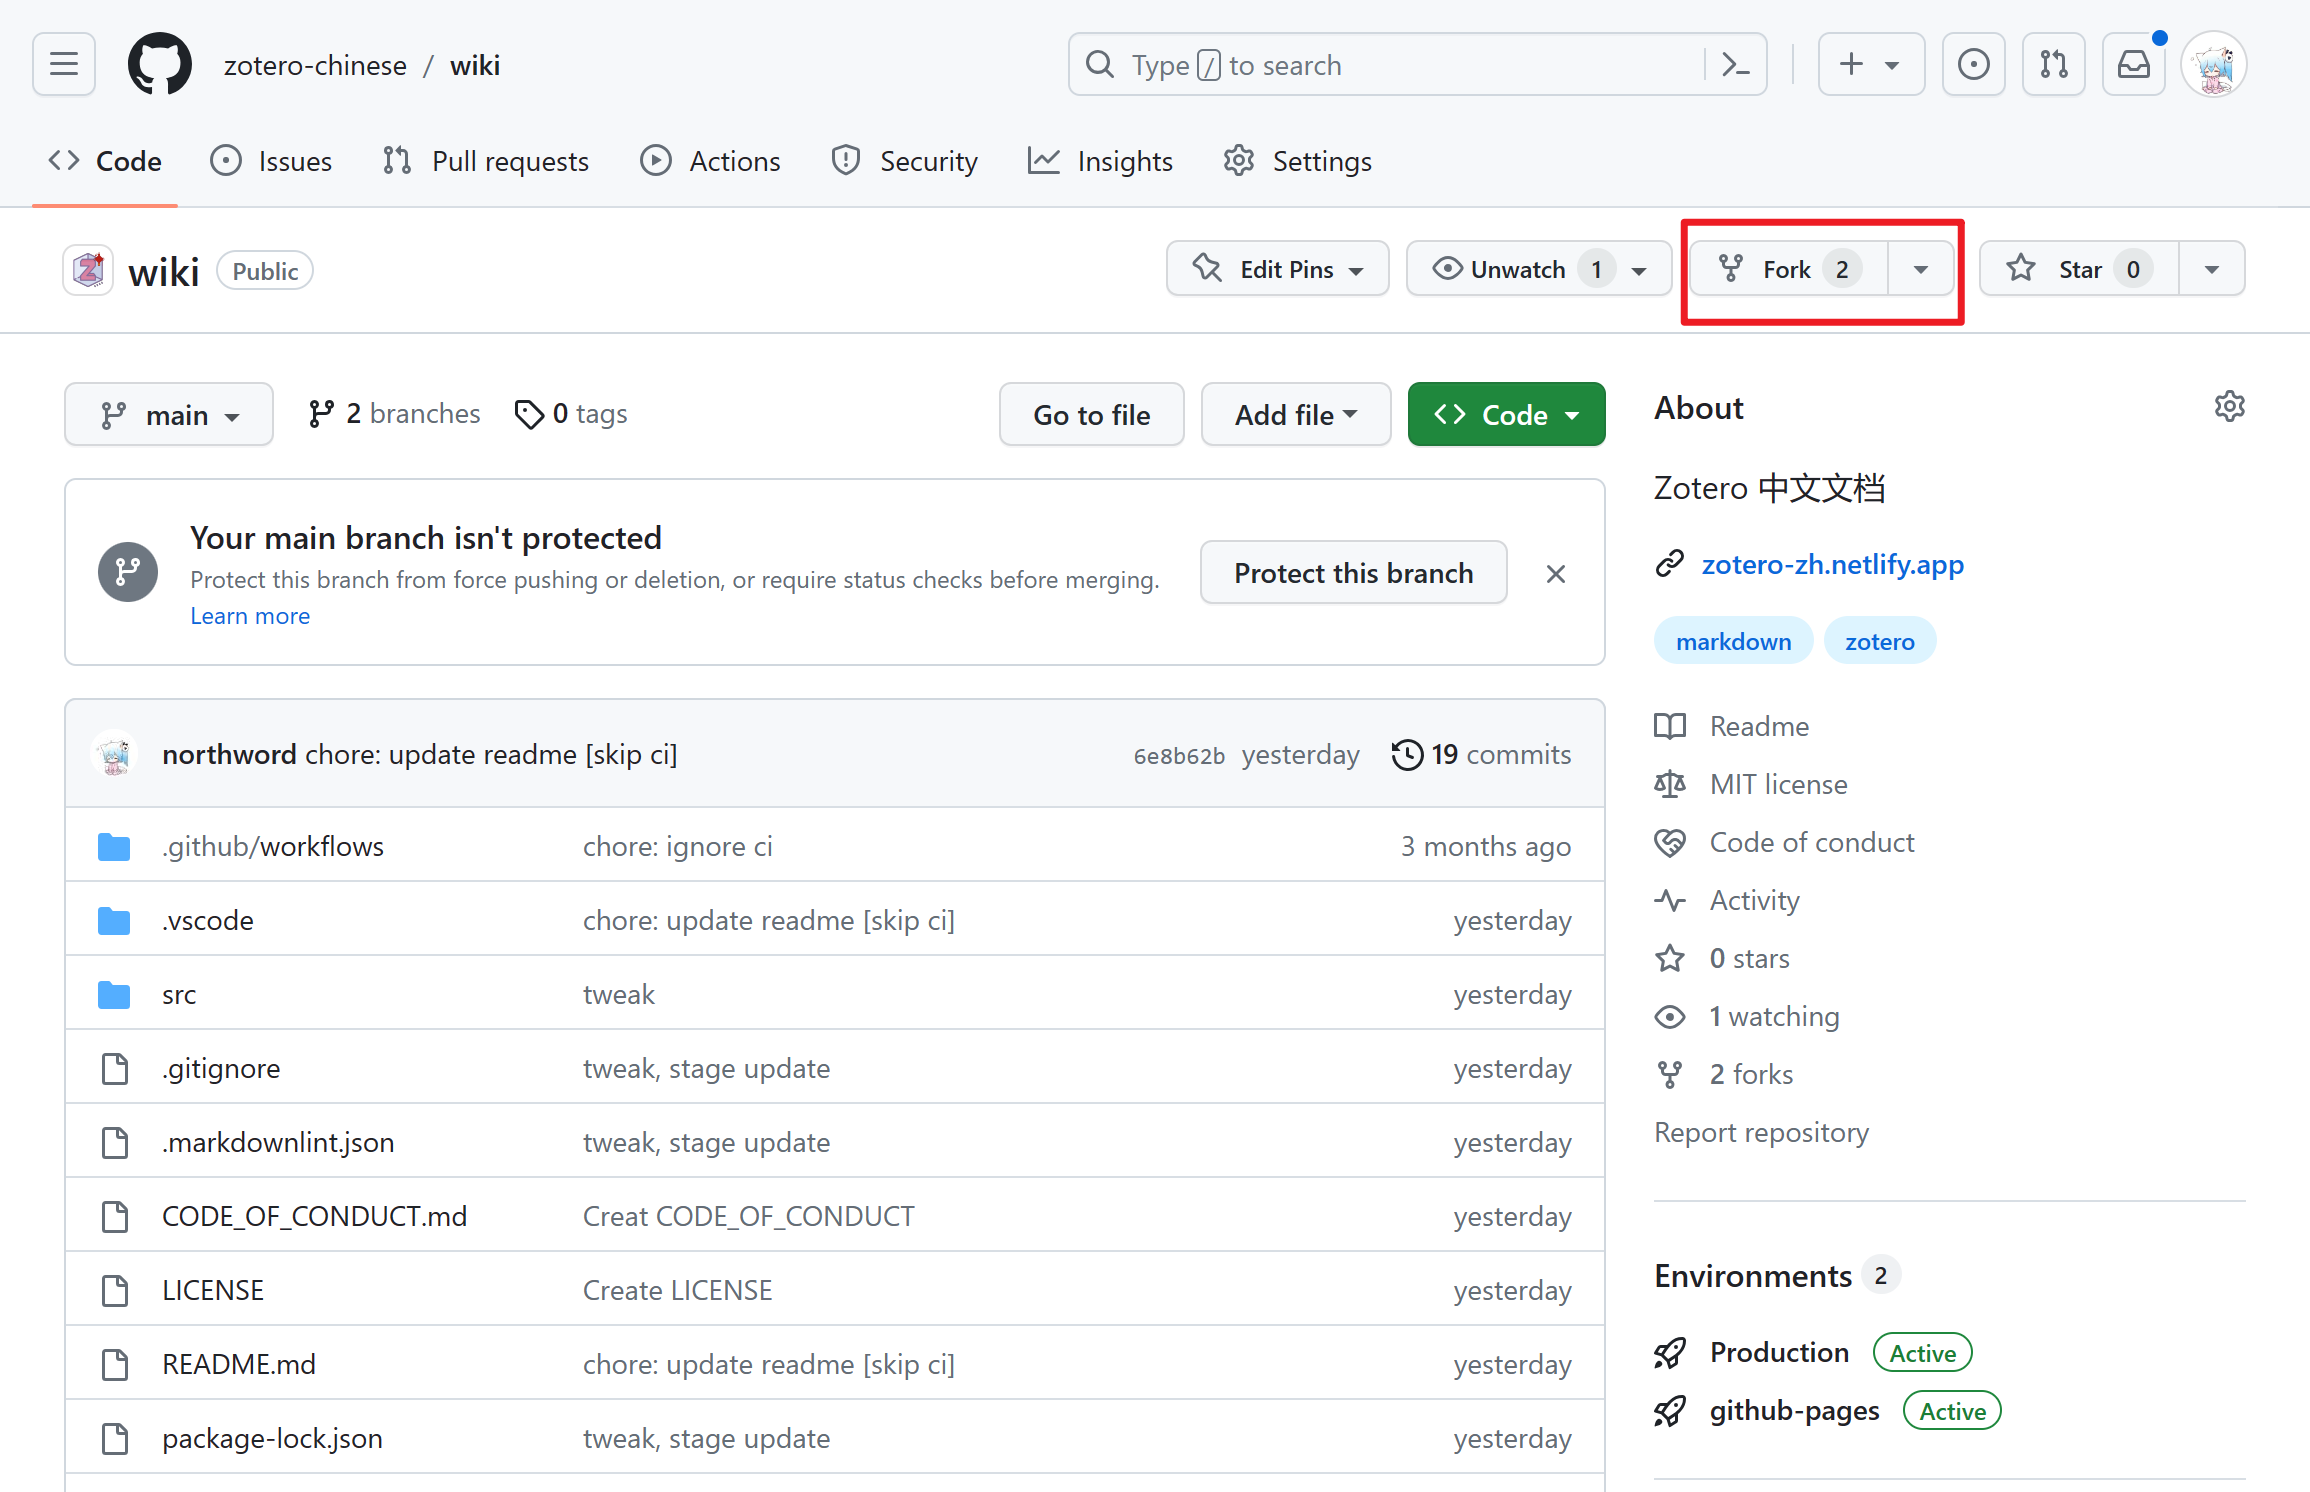 zotero-chinese / wiki
Type / to search
Code Issues Pull requests Actions Security Insights Settings
wiki Public
Edit Pins Unwatch 1 Fork 2 Star 0
main 2 branches 0 tags Go to file Add file Code
Your main branch isn't protected
Protect this branch from force pushing or deletion, or require status checks before merging.
Learn more
Protect this branch
northword chore: update readme [skip ci] 6e8b62b yesterday 19 commits
.github/workflows chore: ignore ci 3 months ago
.vscode chore: update readme [skip ci] yesterday
src tweak yesterday
.gitignore tweak, stage update yesterday
.markdownlint.json tweak, stage update yesterday
CODE_OF_CONDUCT.md Creat CODE_OF_CONDUCT yesterday
LICENSE Create LICENSE yesterday
README.md chore: update readme [skip ci] yesterday
package-lock.json tweak, stage update yesterday
About
Zotero 中文文档
zotero-zh.netlify.app
markdown zotero
Readme
MIT license
Code of conduct
Activity
0 stars
1 watching
2 forks
Report repository
Environments 2
Production Active
github-pages Active